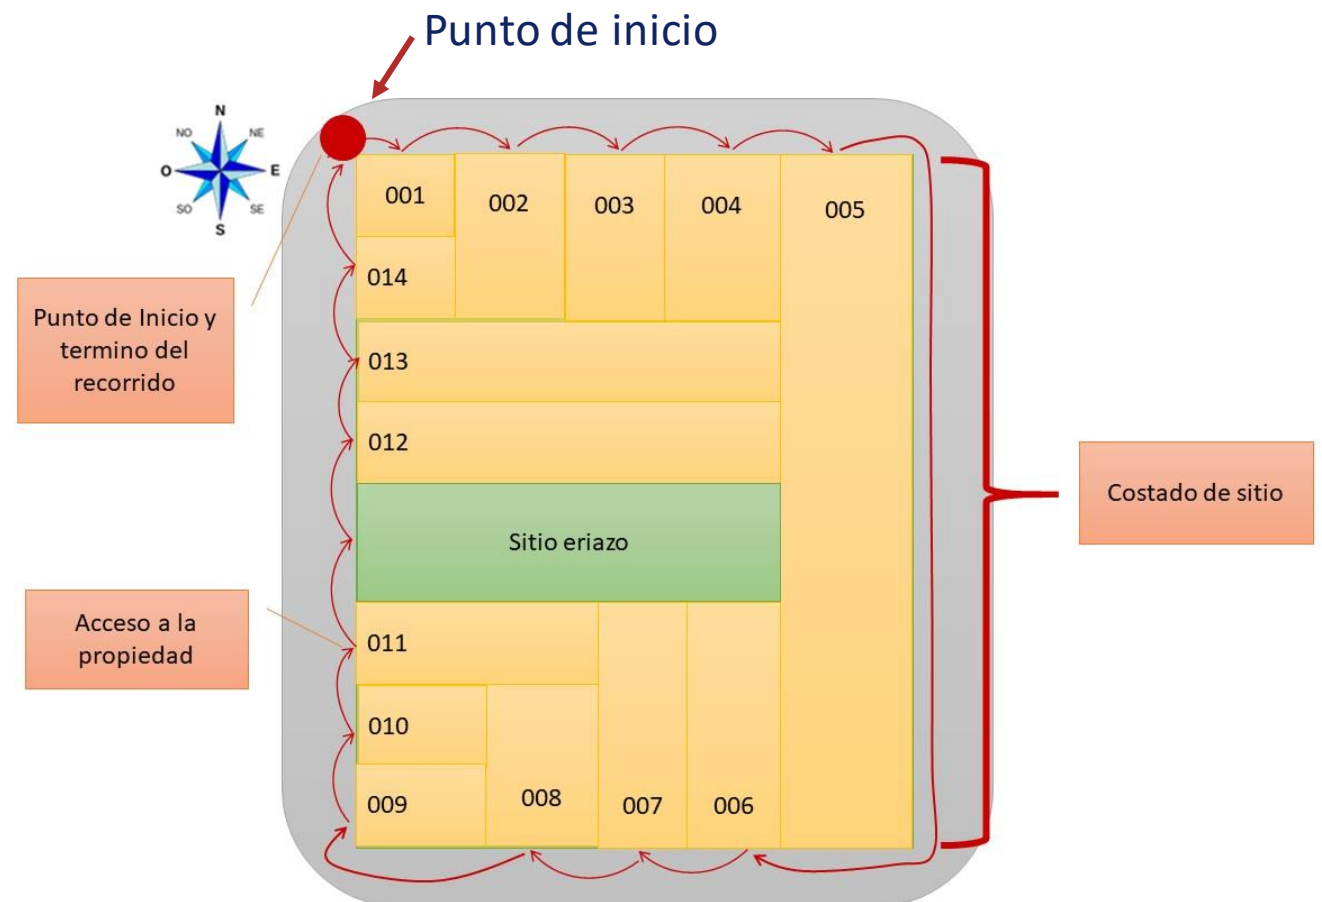 Punto de inicio
N
NO
NE
O
E
SO
SE
S
001
002
003
004
005
014
Punto de Inicio y
termino del
recorrido
013
012
Costado de sitio
Sitio eriazo
Acceso a la
propiedad
011
010
009
008
007
006